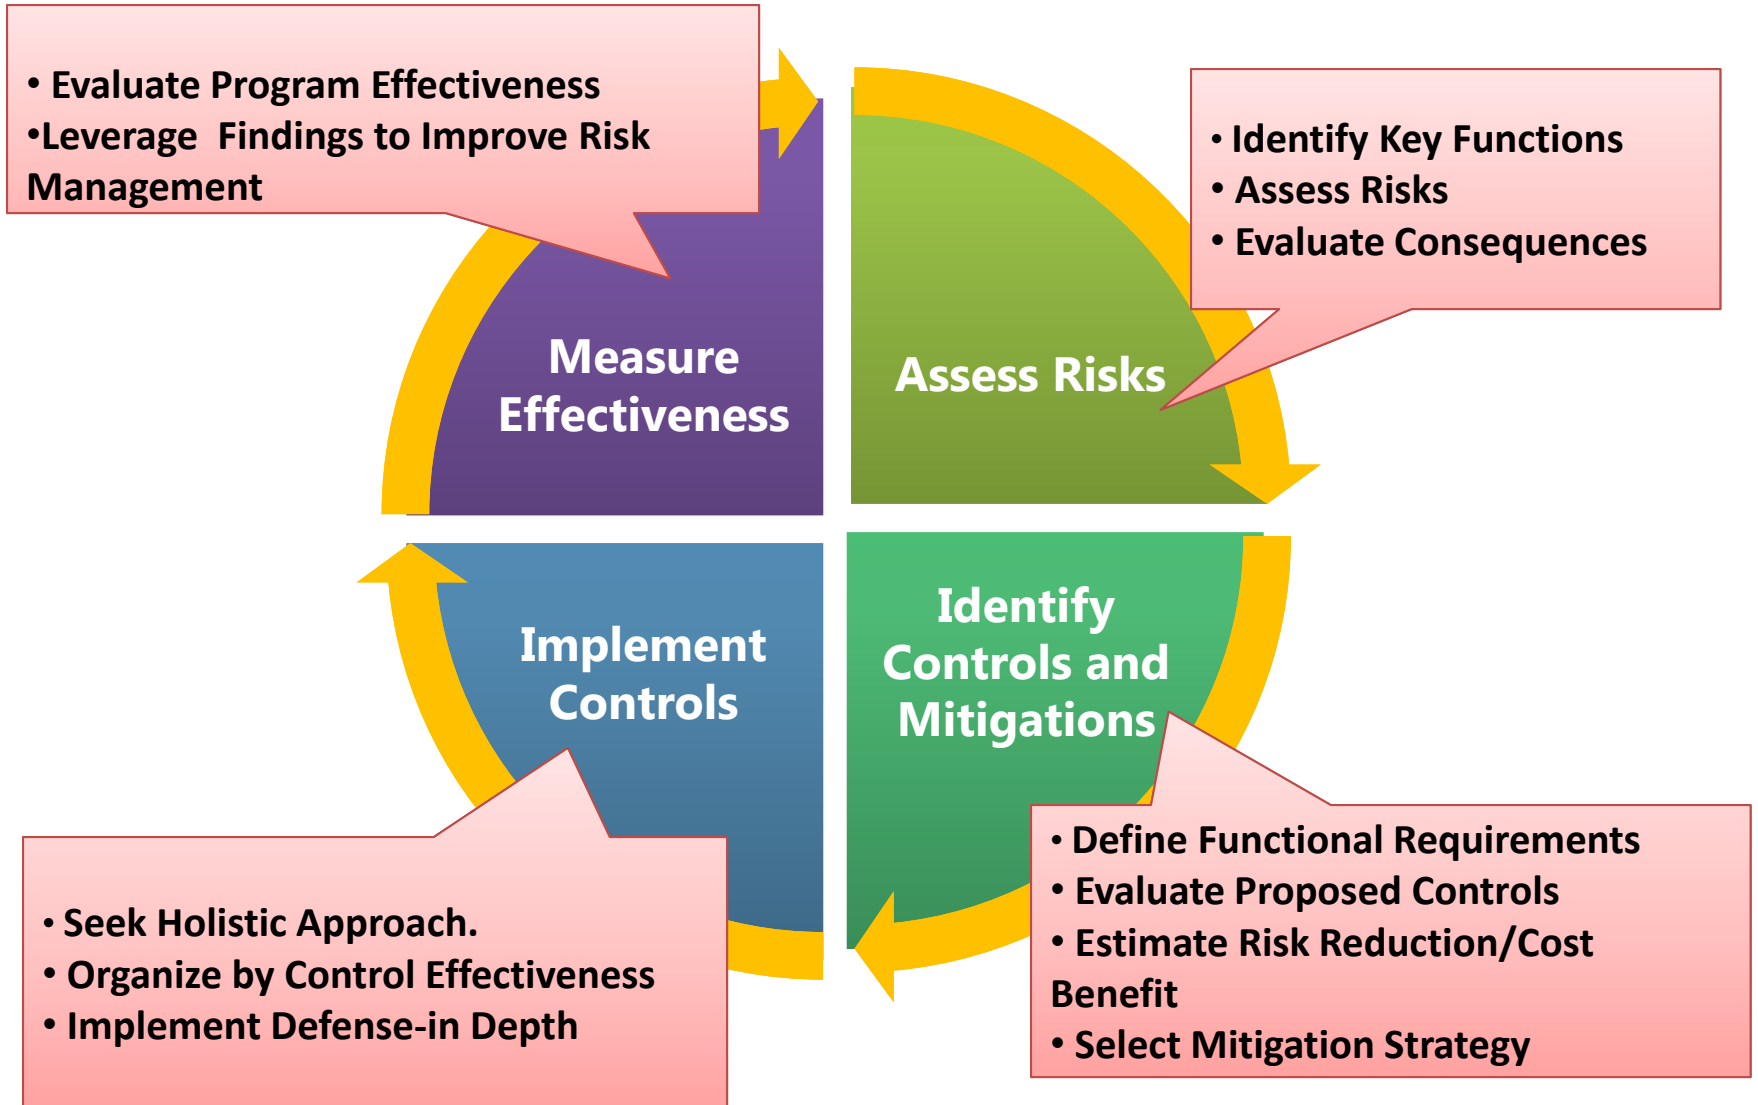 • Evaluate Program Effectiveness
•Leverage  Findings to Improve Risk
Management
• Identify Key Functions
• Assess Risks
• Evaluate Consequences
Measure
Effectiveness
Assess Risks
Implement
Controls
Identify
Controls and
Mitigations
• Seek Holistic Approach.
• Organize by Control Effectiveness
• Implement Defense-in Depth
• Define Functional Requirements
• Evaluate Proposed Controls
• Estimate Risk Reduction/Cost
Benefit
• Select Mitigation Strategy